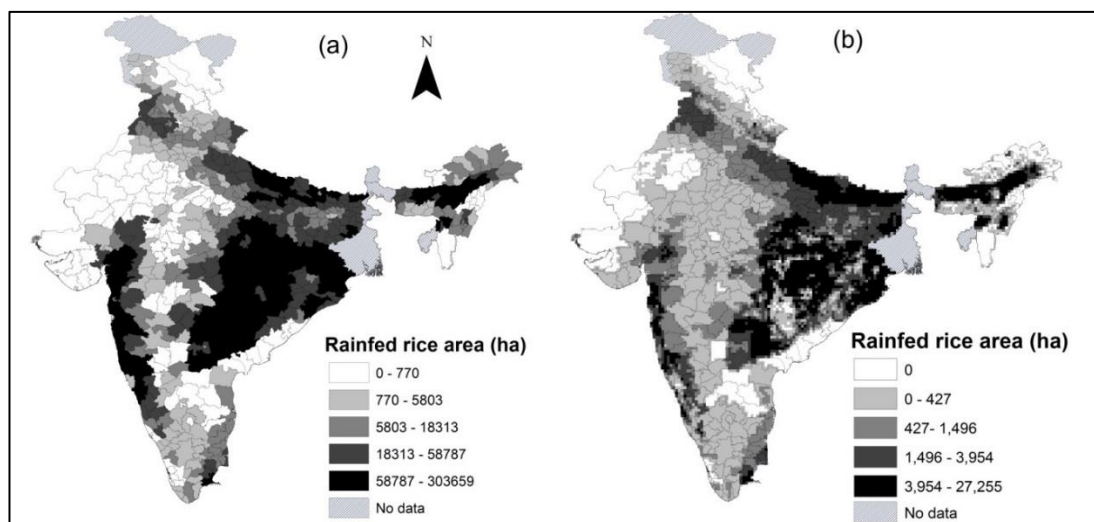 (a)
N
Rainfed rice area (ha)
0 - 770
770 - 5803
5803 - 18313
18313 - 58787
58787 - 303659
No data
(b)
Rainfed rice area (ha)
0
0 - 427
427- 1,496
1,496 - 3,954
3,954 - 27,255
No data